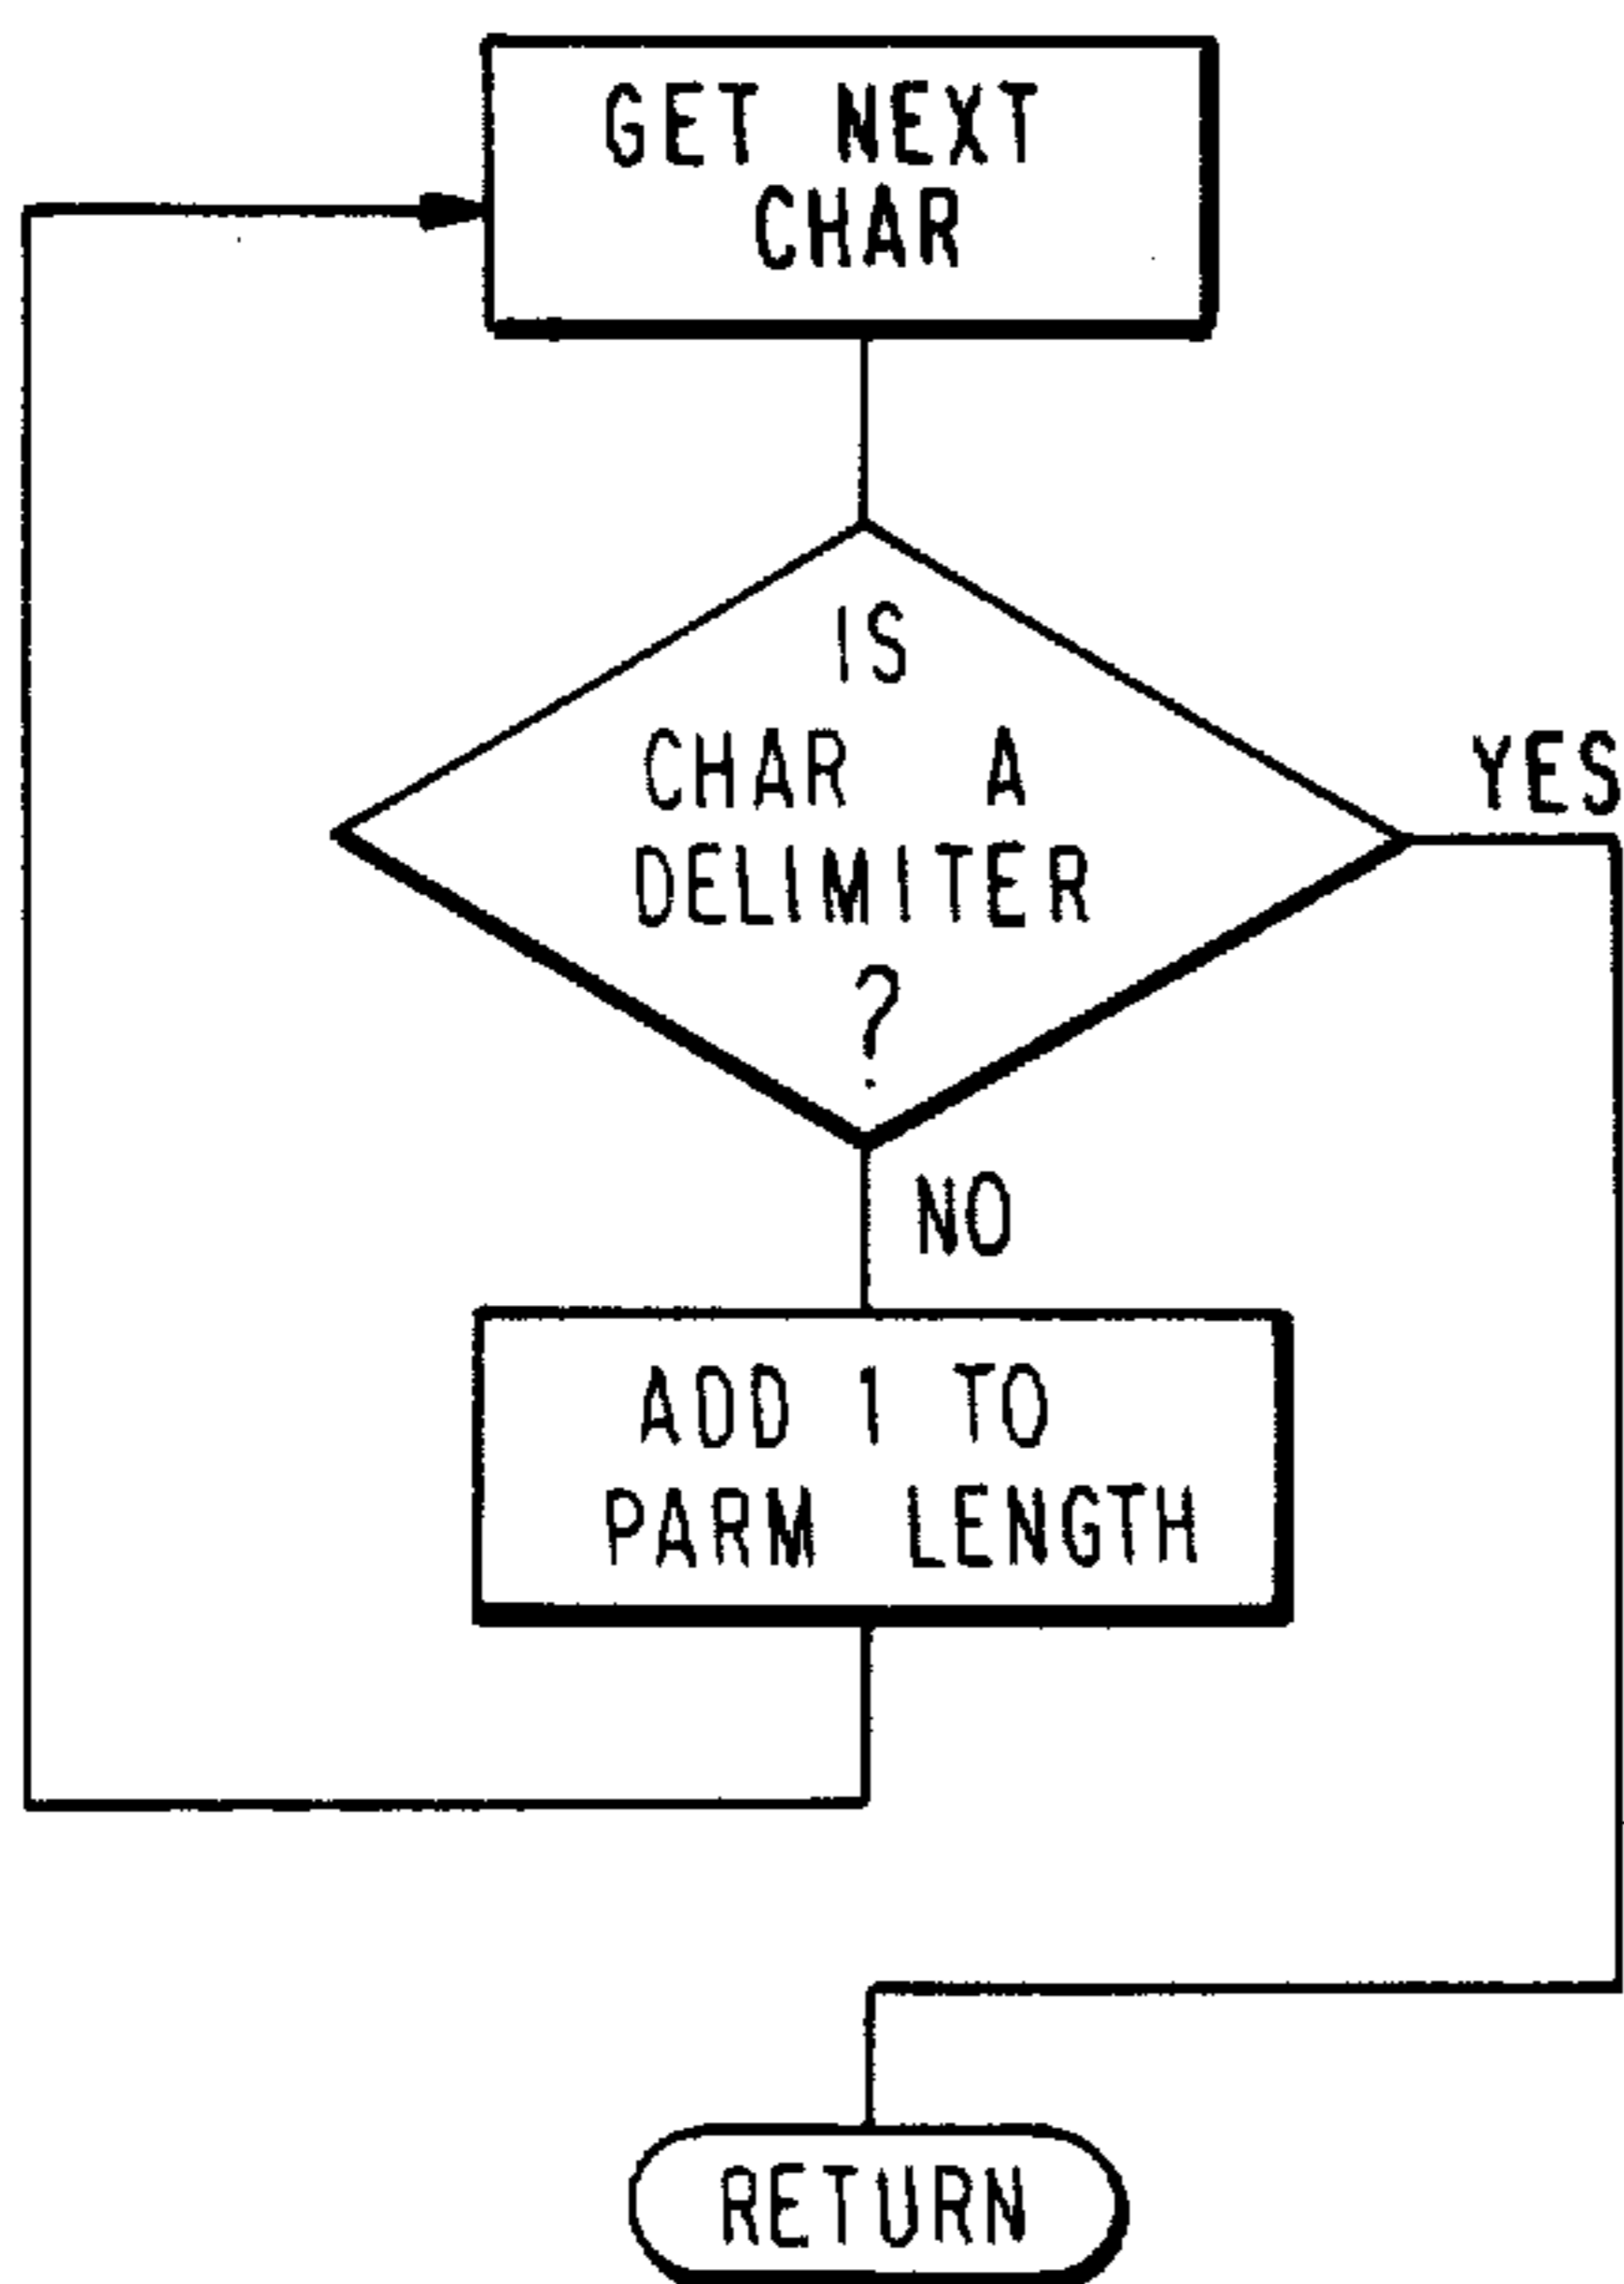 GET NEXT
CHAR
IS
CHAR A
DELIMITER
?
YES
NO
ADD 1 TO
PARM LENGTH
RETURN